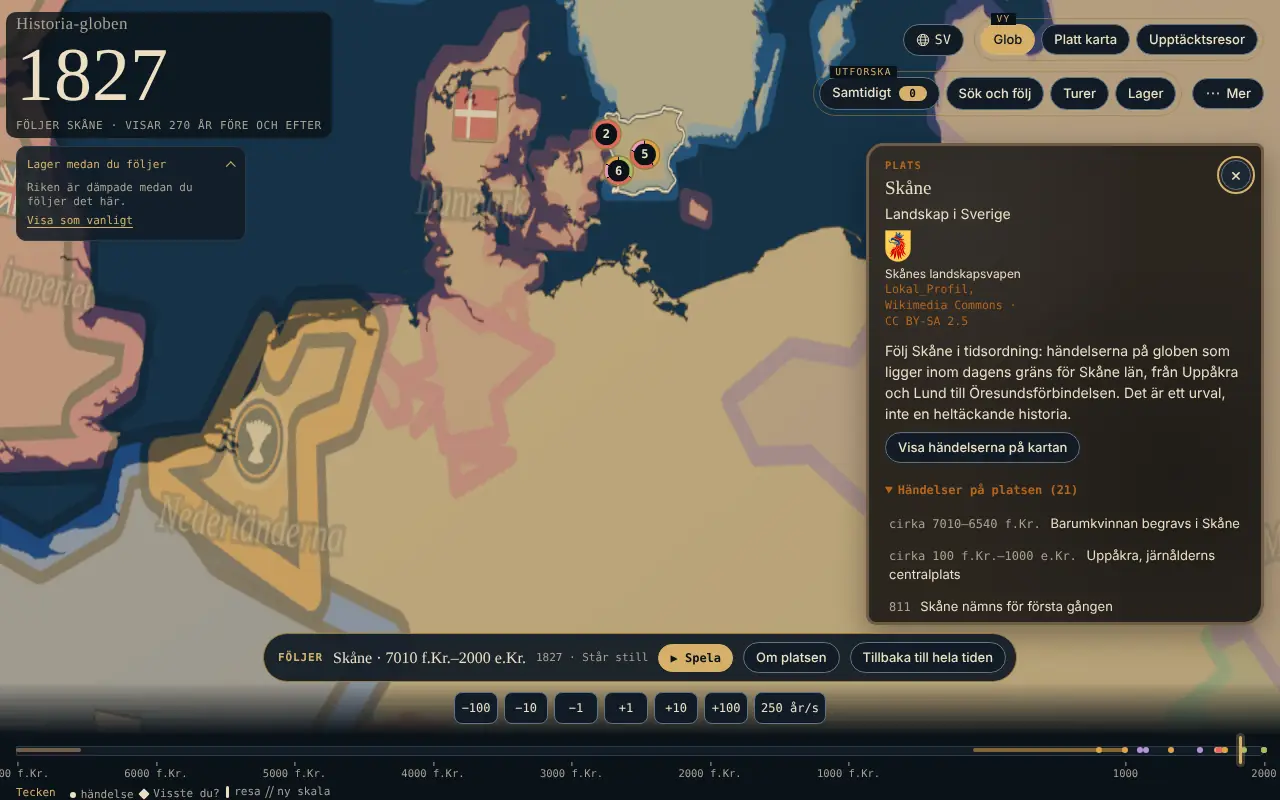 Historia-globen
1827
FÖLJER SKÅNE · VISAR 270 ÅR FÖRE OCH EFTER
Lager medan du följer
Riken är dämpade medan du
följer det här.
Visa som vanligt
SV
VY
Glob
Platt karta
Upptäcktsresor
UTFORSKA
Samtidigt 0
Sök och följ
Turer
Lager
··· Mer
Danmark
2
5
6
imperiet
Nederländerna
PLATS
Skåne
Landskap i Sverige
×
Skånes landskapsvapen
Lokal_Profil,
Wikimedia Commons ·
CC BY-SA 2.5
Följ Skåne i tidsordning: händelserna på globen som
ligger inom dagens gräns för Skåne län, från Uppåkra
och Lund till Öresundsförbindelsen. Det är ett urval,
inte en heltäckande historia.
Visa händelserna på kartan
▼ Händelser på platsen (21)
cirka 7010–6540 f.Kr. Barumkvinnan begravs i Skåne
cirka 100 f.Kr.–1000 e.Kr. Uppåkra, järnålderns
centralplats
811 Skåne nämns för första gången
FÖLJER Skåne · 7010 f.Kr.–2000 e.Kr. 1827 · Står still ▶ Spela Om platsen Tillbaka till hela tiden
−100 −10 −1 +1 +10 +100 250 år/s
00 f.Kr. 6000 f.Kr. 5000 f.Kr. 4000 f.Kr. 3000 f.Kr. 2000 f.Kr. 1000 f.Kr. 1000 2000
Tecken händelse Visste du? resa // ny skala